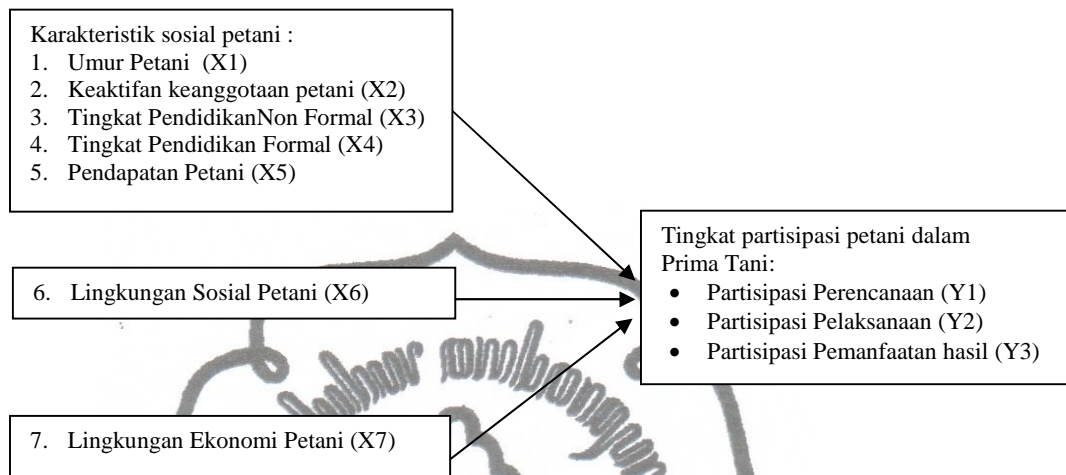 Karakteristik sosial petani :
1. Umur Petani (X1)
2. Keaktifan keanggotaan petani (X2)
3. Tingkat PendidikanNon Formal (X3)
4. Tingkat Pendidikan Formal (X4)
5. Pendapatan Petani (X5)
6. Lingkungan Sosial Petani (X6)
7. Lingkungan Ekonomi Petani (X7)
Tingkat partisipasi petani dalam
Prima Tani:
• Partisipasi Perencanaan (Y1)
• Partisipasi Pelaksanaan (Y2)
• Partisipasi Pemanfaatan hasil (Y3)